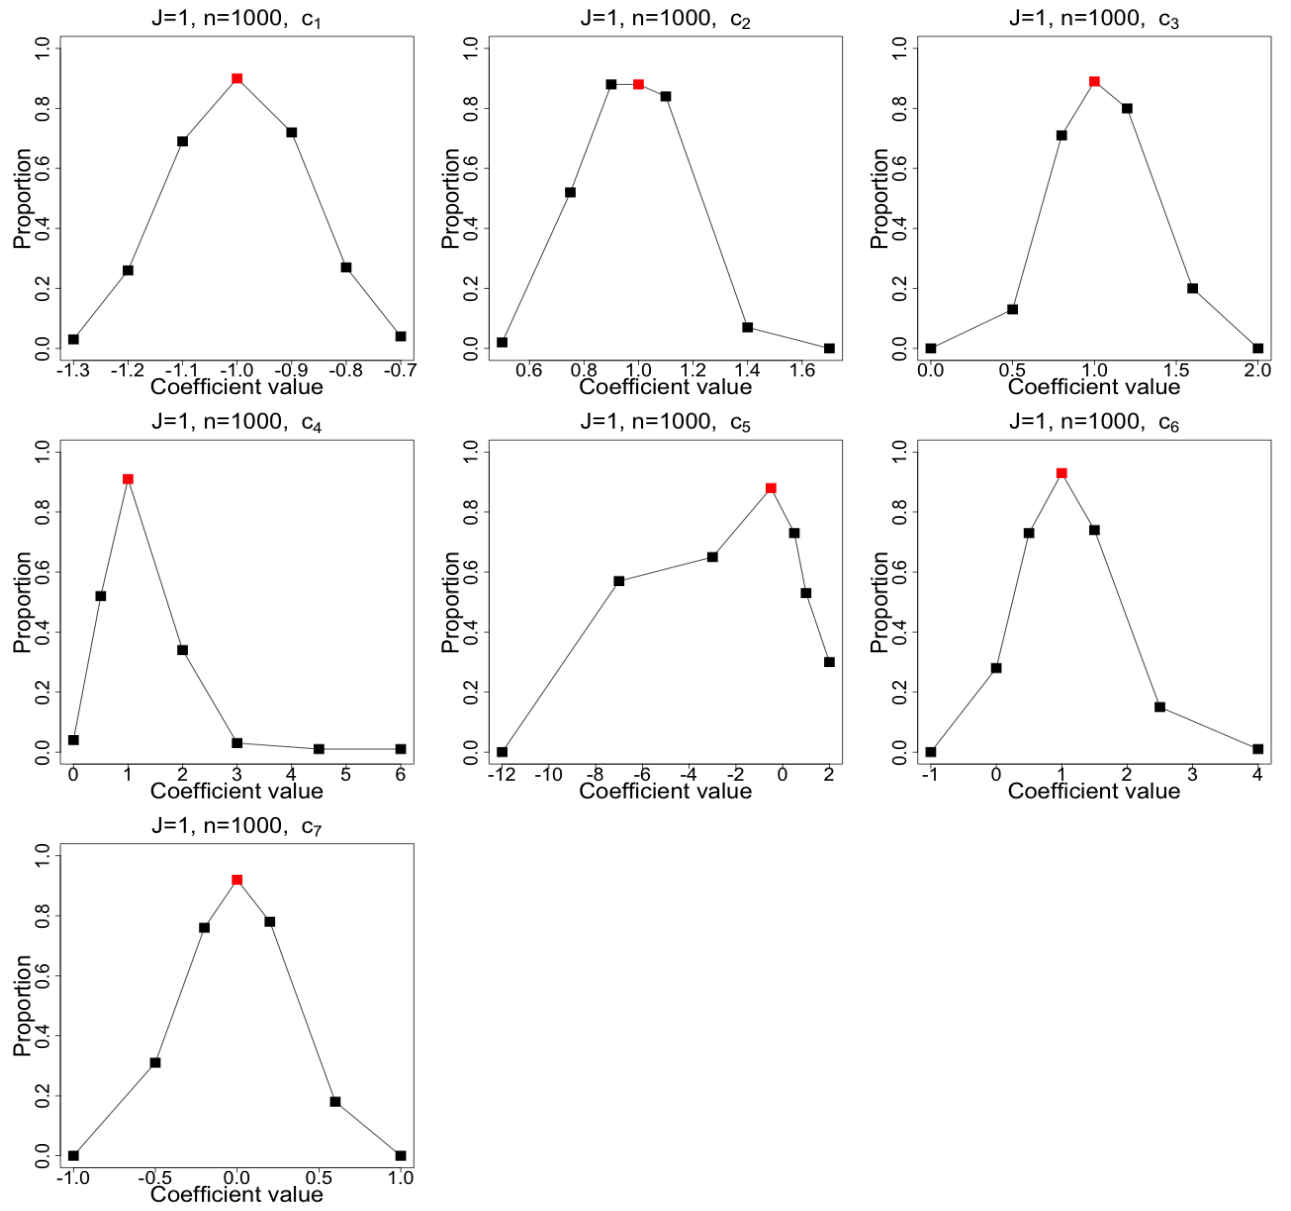 J=1, n=1000, c1
Proportion
0.0 0.2 0.4 0.6 0.8 1.0
-1.3 -1.2 -1.1 -1.0 -0.9 -0.8 -0.7
Coefficient value
J=1, n=1000, c2
Proportion
0.0 0.2 0.4 0.6 0.8 1.0
0.6 0.8 1.0 1.2 1.4 1.6
Coefficient value
J=1, n=1000, c3
Proportion
0.0 0.2 0.4 0.6 0.8 1.0
0.0 0.5 1.0 1.5 2.0
Coefficient value
J=1, n=1000, c4
Proportion
0.0 0.2 0.4 0.6 0.8 1.0
0 1 2 3 4 5 6
Coefficient value
J=1, n=1000, c5
Proportion
0.0 0.2 0.4 0.6 0.8 1.0
-12 -10 -8 -6 -4 -2 0 2
Coefficient value
J=1, n=1000, c6
Proportion
0.0 0.2 0.4 0.6 0.8 1.0
-1 0 1 2 3 4
Coefficient value
J=1, n=1000, c7
Proportion
0.0 0.2 0.4 0.6 0.8 1.0
-1.0 -0.5 0.0 0.5 1.0
Coefficient value